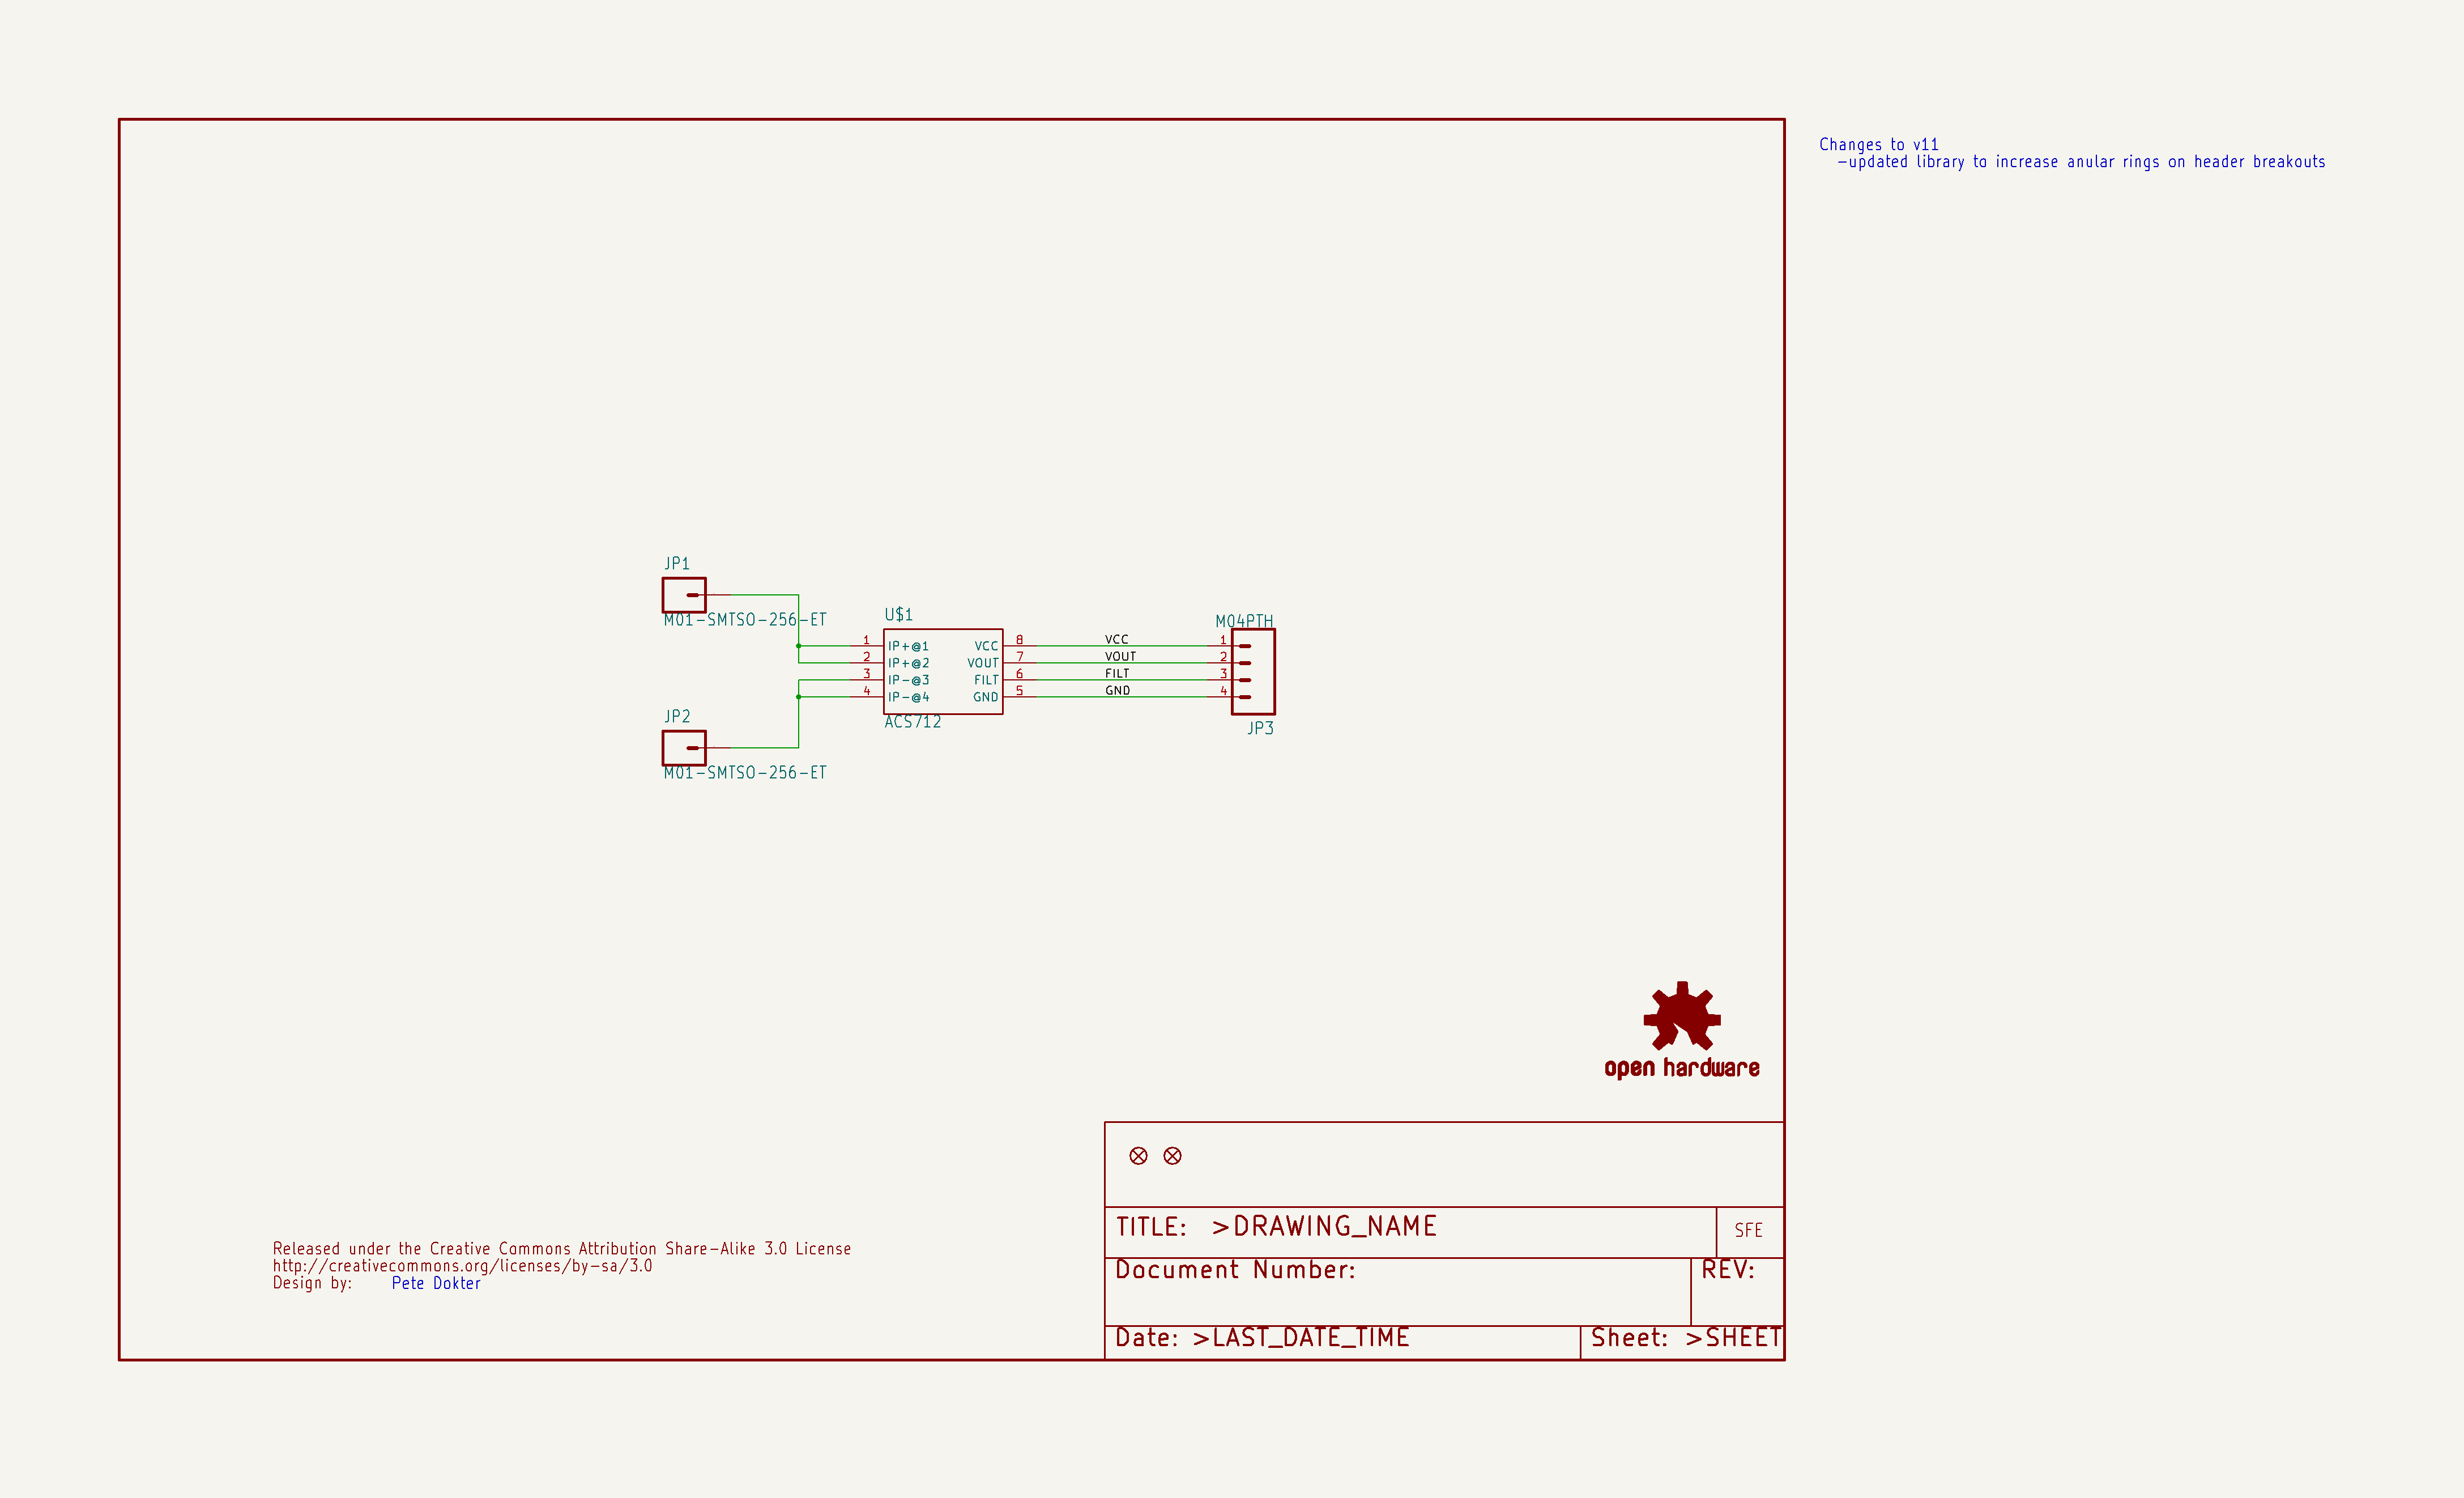 Changes to v11
-updated library to increase anular rings on header breakouts
JP1
M01-SMTSO-256-ET
U$1
M04PTH
1 IP+@1 VCC 8 VCC 1
2 IP+@2 VOUT 7 VOUT 2
3 IP-@3 FILT 6 FILT 3
4 IP-@4 GND 5 GND 4
ACS712
JP3
JP2
M01-SMTSO-256-ET
open hardware
TITLE: >DRAWING_NAME
SFE
Released under the Creative Commons Attribution Share-Alike 3.0 License
http://creativecommons.org/licenses/by-sa/3.0
Design by: Pete Dokter
Document Number:
REV:
Date: >LAST_DATE_TIME
Sheet: >SHEET